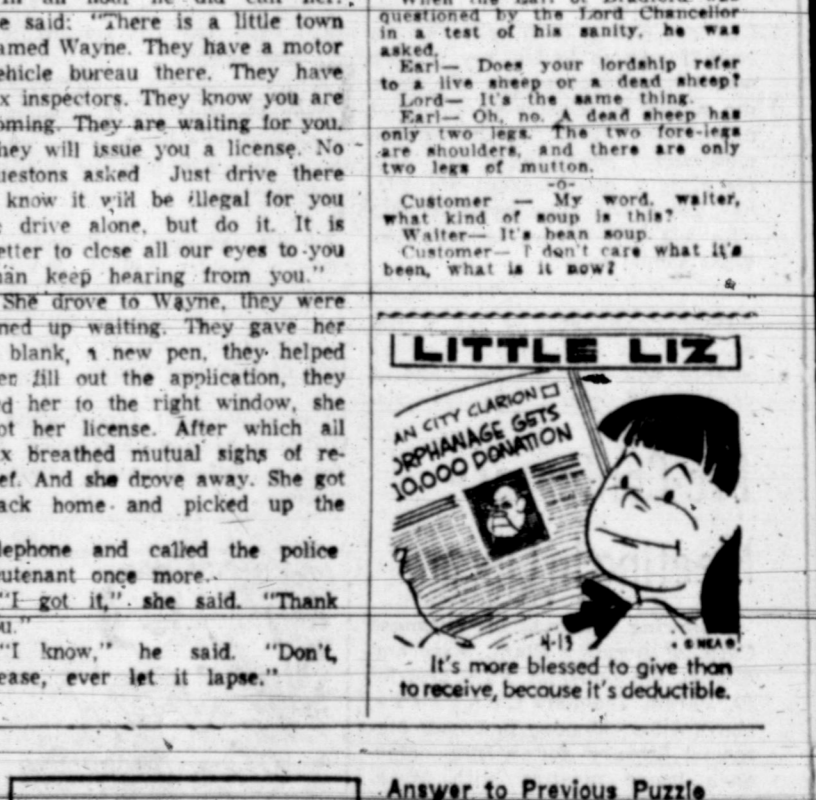 e said: "There is a little town
amed Wayne. They have a motor
ehicle bureau there. They have
x inspectors. They know you are
oming. They are waiting for you.
hey will issue you a license. No
uestons asked Just drive there
know it will be illegal for you
drive alone, but do it. It is
etter to close all our eyes to you
han keep hearing from you."
She drove to Wayne, they were
ned up waiting. They gave her
blank, a new pen, they helped
er fill out the application, they
d her to the right window, she
ot her license. After which all
x breathed mutual sighs of re-
ef. And she drove away. She got
ack home and picked up the
lephone and called the police
eutenant once more.
"I got it," she said. "Thank
u."
"I know," he said. "Don't,
ease, ever let it lapse."
questioned by the Lord Chancellor
in a test of his sanity, he was
asked,
Earl— Does your lordship refer
to a live sheep or a dead sheep?
Lord— It's the same thing.
Earl— Oh, no. A dead sheep has
only two legs. The two fore-legs
are shoulders, and there are only
two legs of mutton.
-o-
Customer — My word, waiter,
what kind of soup is this?
Waiter— It's bean soup.
Customer— I don't care what it's
been, what is it now?
&
LITTLE LIZ
AN CITY CLARION
ORPHANAGE GETS
10,000 DONATION
4-13
© NEA ®
It's more blessed to give than
to receive, because it's deductible.
Answer to Previous Puzzle